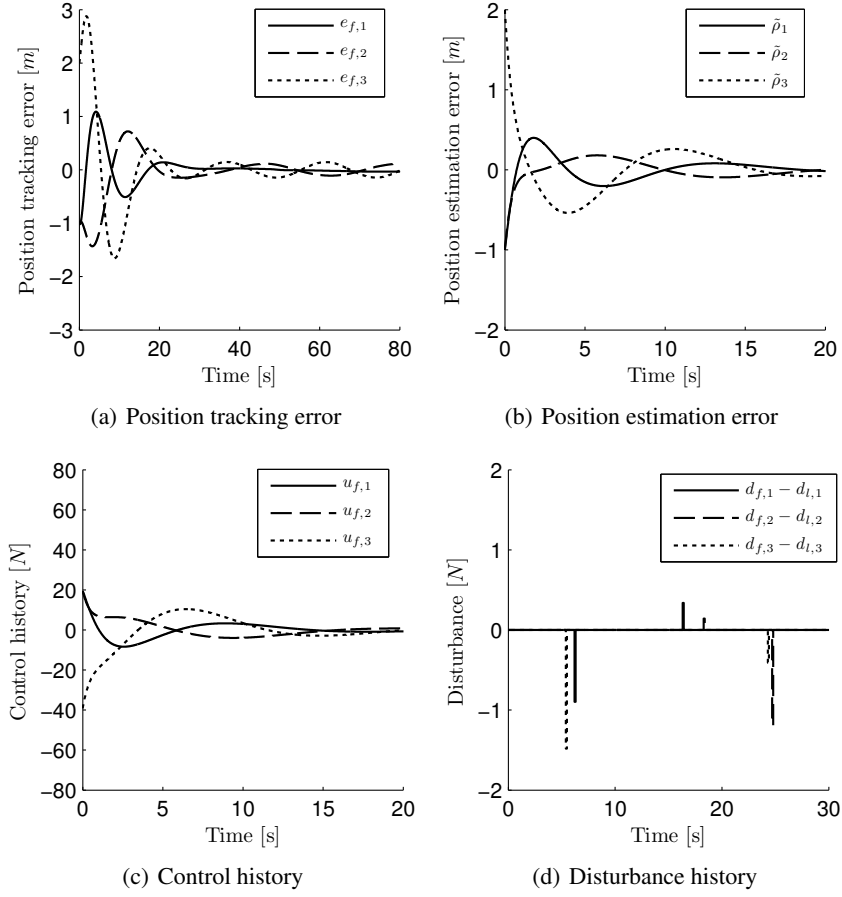 Position tracking error [m]
3
2
1
0
−1
−2
−3
0
20
40
60
80
Time [s]
e_{f,1}
e_{f,2}
e_{f,3}
(a) Position tracking error
Position estimation error [m]
2
1
0
−1
−2
0
5
10
15
20
Time [s]
ρ̃_1
ρ̃_2
ρ̃_3
(b) Position estimation error
Control history [N]
80
60
40
20
0
−20
−40
−60
−80
0
5
10
15
20
Time [s]
u_{f,1}
u_{f,2}
u_{f,3}
(c) Control history
Disturbance [N]
2
1
0
−1
−2
0
10
20
30
Time [s]
d_{f,1} − d_{l,1}
d_{f,2} − d_{l,2}
d_{f,3} − d_{l,3}
(d) Disturbance history